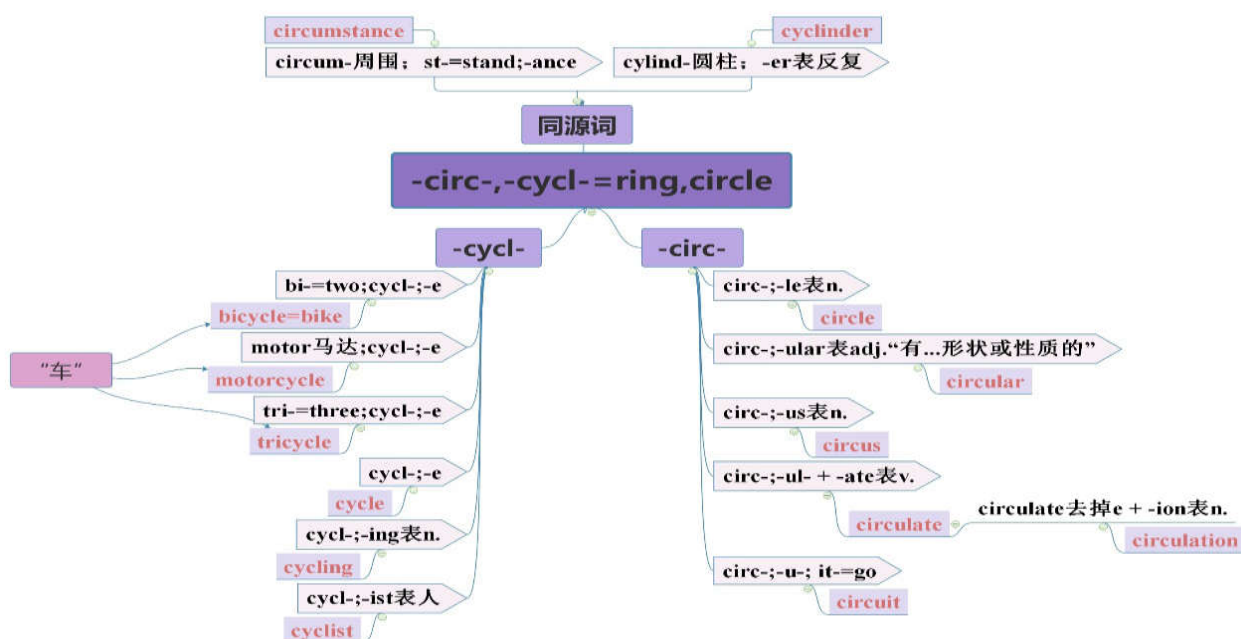 circumstance
circum-周围；st-=stand;-ance
cyclinder
cylind-圆柱；-er表反复
同源词
-circ-,-cycl-=ring,circle
-cycl-
bi-=two;cycl-;-e
bicycle=bike
motor马达;cycl-;-e
motorcycle
tri-=three;cycl-;-e
tricycle
“车”
cycl-;-e
cycle
cycl-;-ing表n.
cycling
cycl-;-ist表人
cyclist
-circ-
circ-;-le表n.
circle
circ-;-ular表adj.“有...形状或性质的”
circular
circ-;-us表n.
circus
circ-;-ul- + -ate表v.
circulate
circulate去掉e + -ion表n.
circulation
circ-;-u-; it-=go
circuit